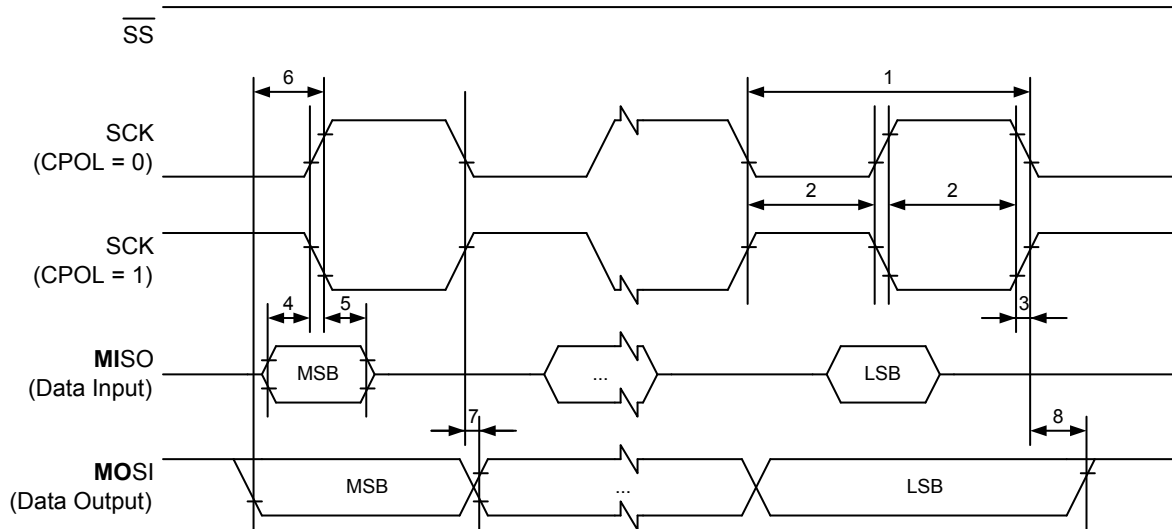 SS
6
1
SCK
(CPOL = 0)
2
2
SCK
(CPOL = 1)
4
5
3
MISO
(Data Input)
MSB
...
LSB
7
8
MOSI
(Data Output)
MSB
...
LSB